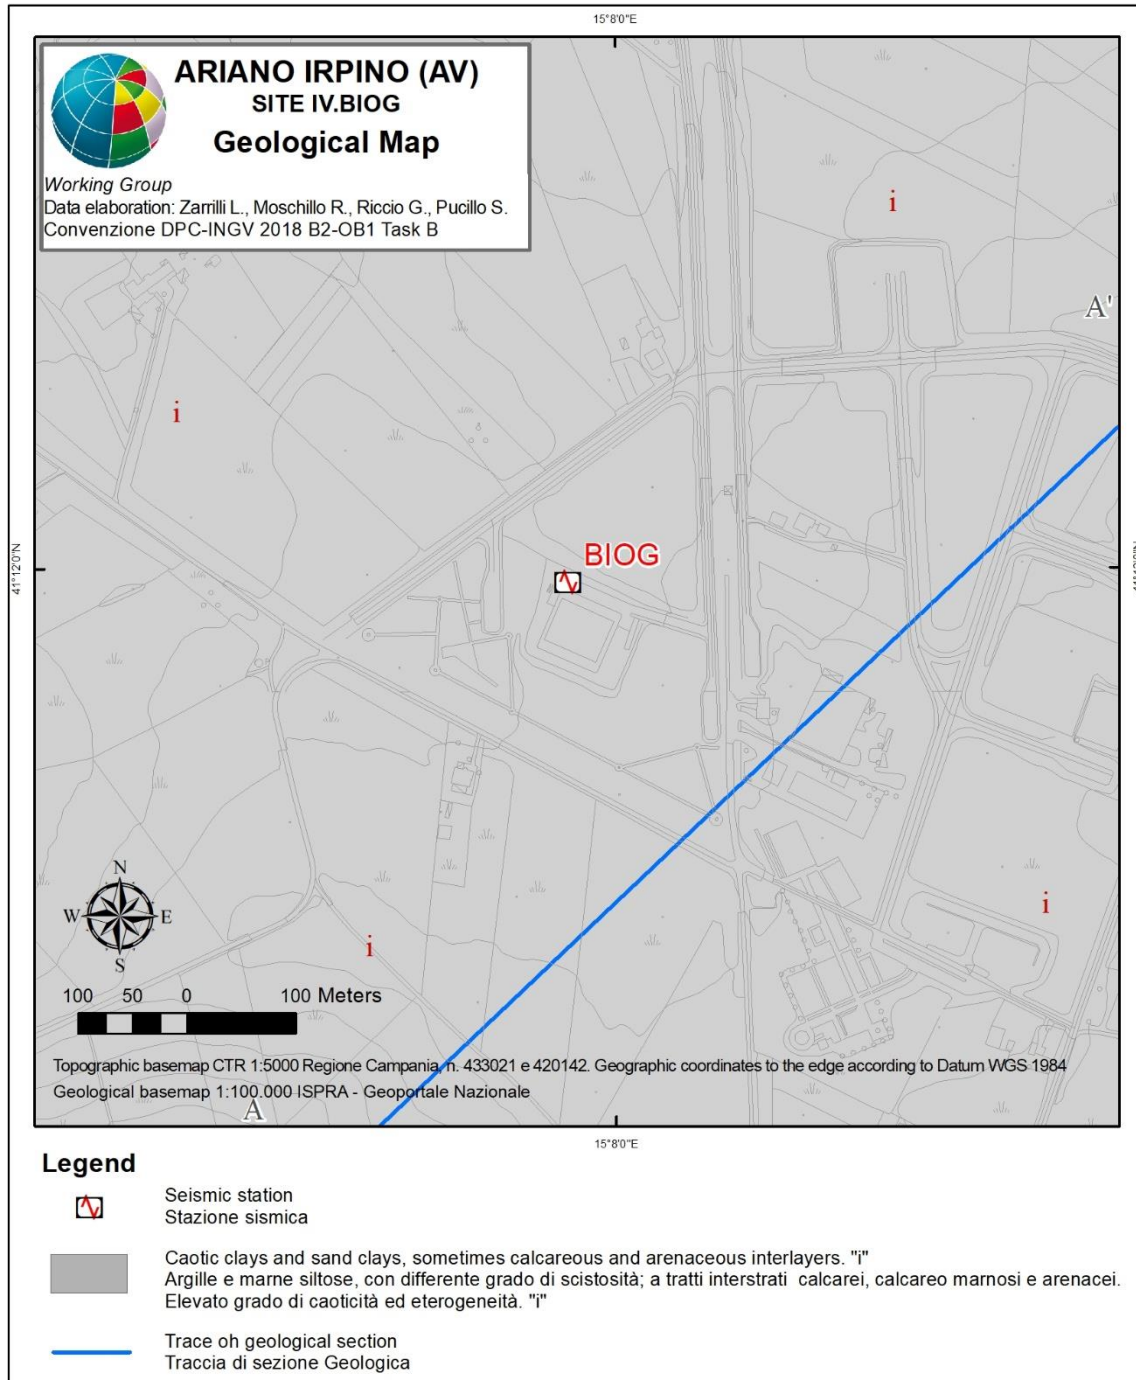 15°8'0"E
ARIANO IRPINO (AV)
SITE IV.BIOG
Geological Map
Working Group
Data elaboration: Zarrilli L., Moschillo R., Riccio G., Pucillo S.
Convenzione DPC-INGV 2018 B2-OB1 Task B
i
A'
i
BIOG
41°12'0"N
41°12'0"N
i
i
N
W E
S
100 50 0 100 Meters
Topographic basemap CTR 1:5000 Regione Campania, n. 433021 e 420142. Geographic coordinates to the edge according to Datum WGS 1984
Geological basemap 1:100.000 ISPRA - Geoportale Nazionale
A
15°8'0"E
Legend
Seismic station
Stazione sismica
Caotic clays and sand clays, sometimes calcareous and arenaceous interlayers. "i"
Argille e marne siltose, con differente grado di scistosità; a tratti interstrati calcarei, calcareo marnosi e arenacei.
Elevato grado di caoticità ed eterogeneità. "i"
Trace oh geological section
Traccia di sezione Geologica